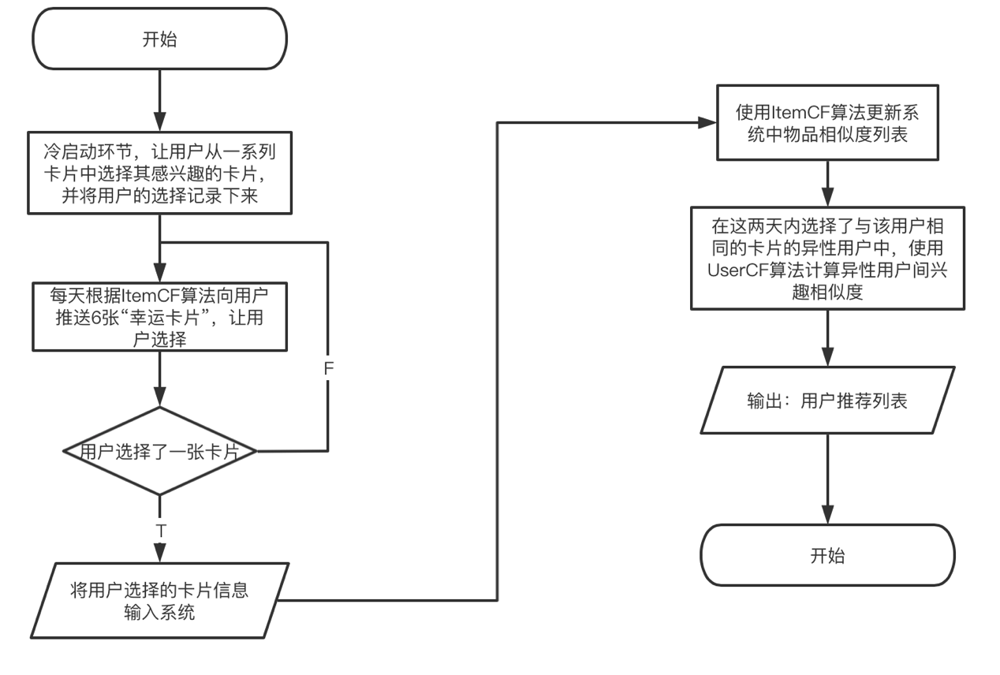 开始
冷启动环节，让用户从一系列
卡片中选择其感兴趣的卡片，
并将用户的选择记录下来
每天根据ItemCF算法向用户
推送6张“幸运卡片”，让用
户选择
F
用户选择了一张卡片
T
将用户选择的卡片信息
输入系统
使用ItemCF算法更新系
统中物品相似度列表
在这两天内选择了与该用户相
同的卡片的异性用户中，使用
UserCF算法计算异性用户间兴
趣相似度
输出：用户推荐列表
开始